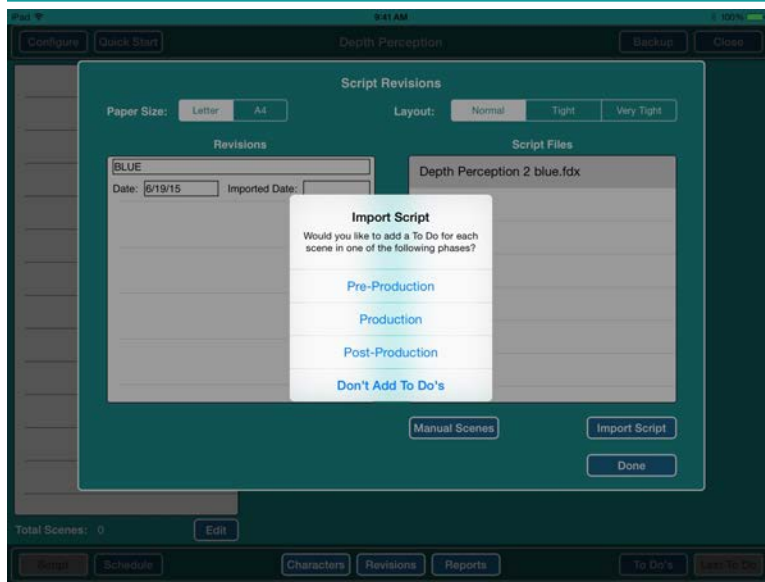 iPad 9:41 AM 100%
Configure Quick Start Depth Perception Backup Close
Script Revisions
Paper Size: Letter A4 Layout: Normal Tight Very Tight
Revisions Script Files
BLUE
Depth Perception 2 blue.fdx
Date: 6/19/15 Imported Date:
Import Script
Would you like to add a To Do for each
scene in one of the following phases?
Pre-Production
Production
Post-Production
Don't Add To Do's
Manual Scenes Import Script
Done
Total Scenes: 0 Edit
Script Schedule Characters Revisions Reports To Do's Last To Do